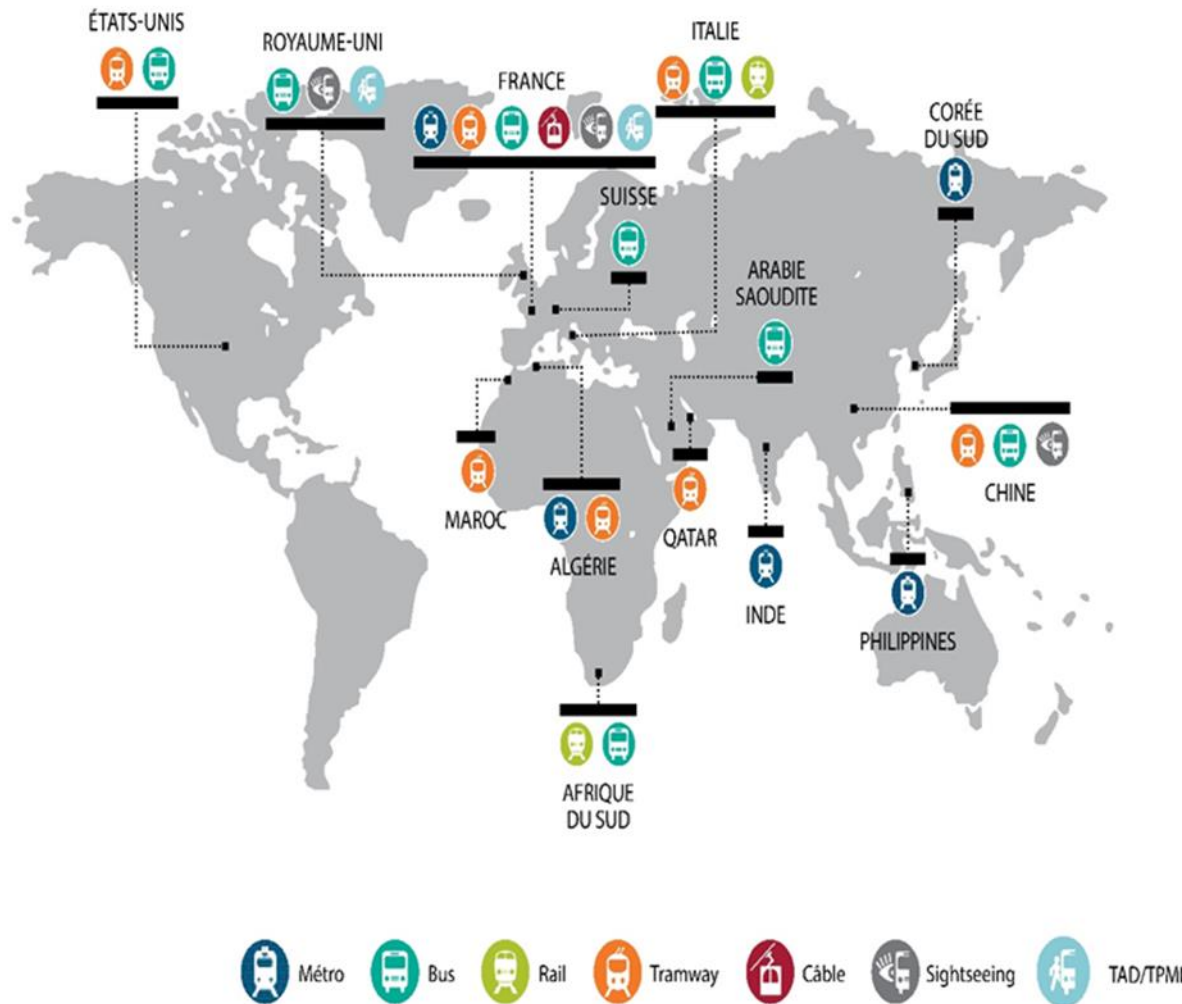 ÉTATS-UNIS
ROYAUME-UNI
FRANCE
ITALIE
CORÉE
DU SUD
SUISSE
ARABIE
SAOUDITE
MAROC
ALGÉRIE
QATAR
INDE
CHINE
PHILIPPINES
AFRIQUE
DU SUD
Métro
Bus
Rail
Tramway
Câble
Sightseeing